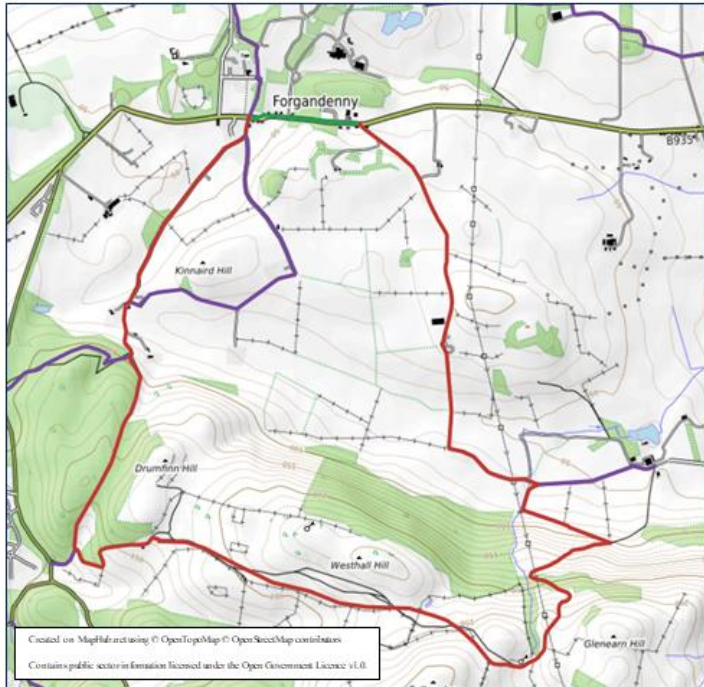 Forgandenny
B935
Kinnaird Hill
Drumfinn Hill
Westhall Hill
Glenearn Hill
Created on MapHub.net using © OpenTopoMap © OpenStreetMap contributors
Contains public sector information licensed under the Open Government Licence v1.0.